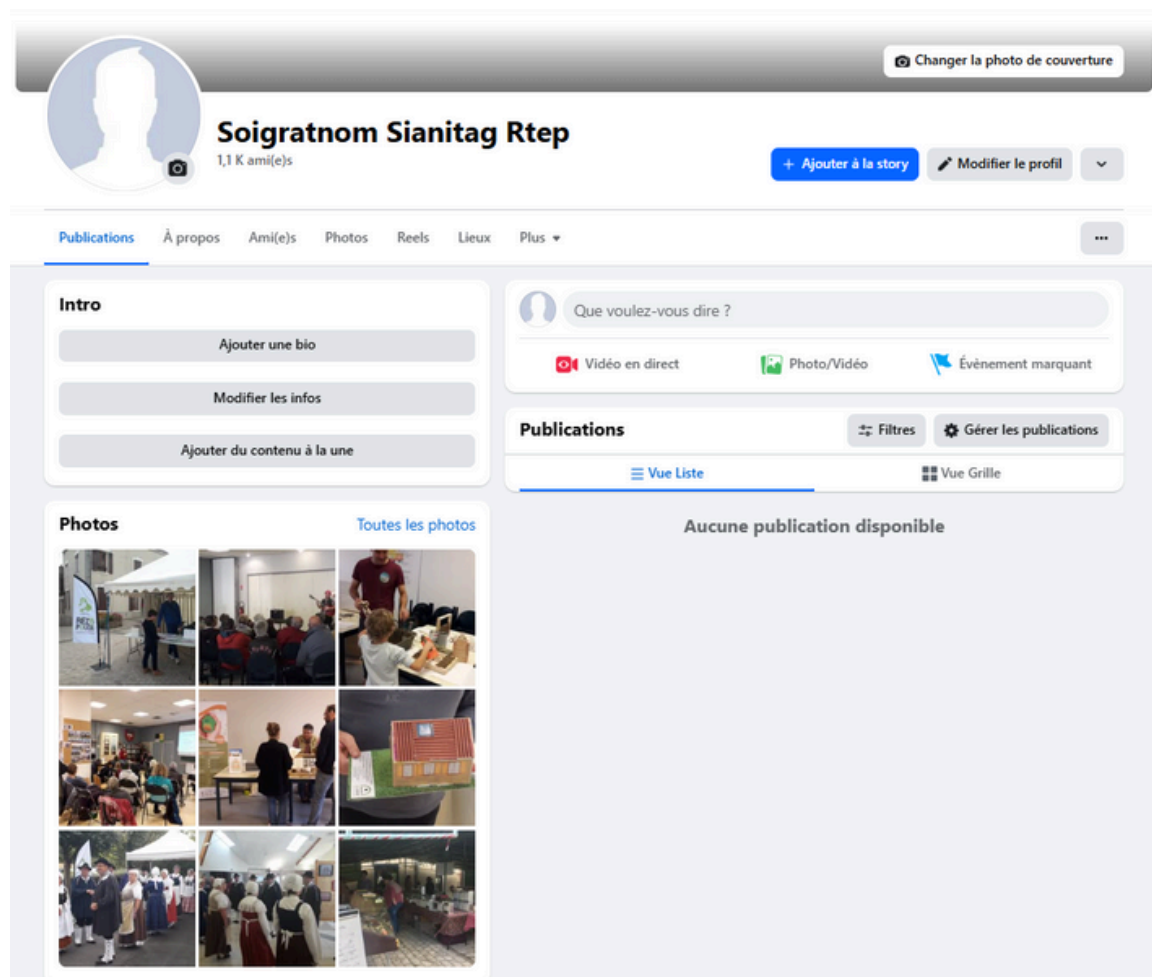 Changer la photo de couverture
Soigratnom Sianitag Rtep
1,1 K ami(e)s
+ Ajouter à la story
Modifier le profil
Publications
À propos
Ami(e)s
Photos
Reels
Lieux
Plus
Intro
Ajouter une bio
Modifier les infos
Ajouter du contenu à la une
Que voulez-vous dire ?
Vidéo en direct
Photo/Vidéo
Évènement marquant
Publications
Filtres
Gérer les publications
Vue Liste
Vue Grille
Aucune publication disponible
Photos
Toutes les photos